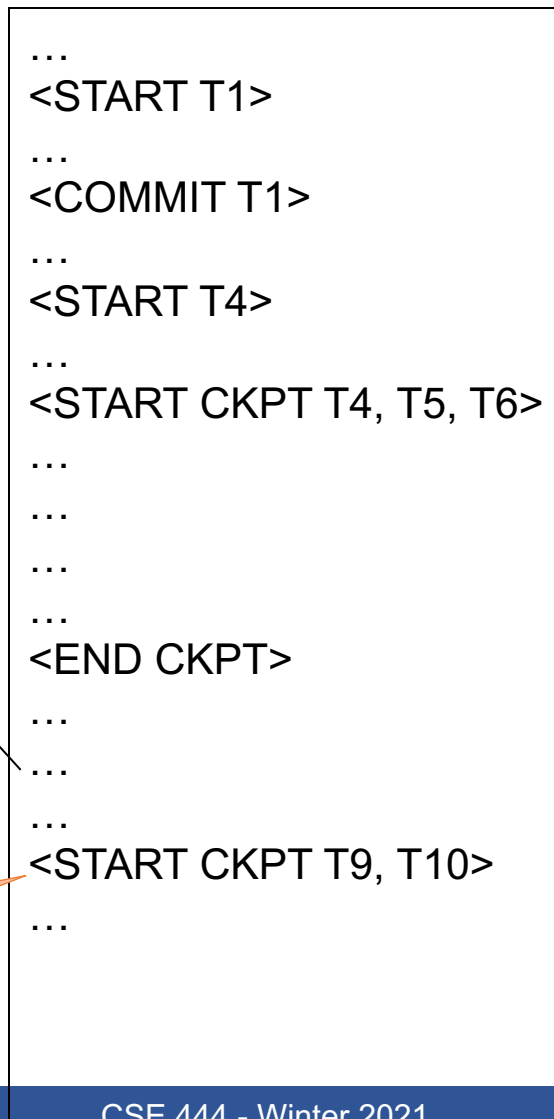 …
<START T1>
…
<COMMIT T1>
…
<START T4>
…
<START CKPT T4, T5, T6>
…
…
…
…
<END CKPT>
…
…
…
<START CKPT T9, T10>
…
CSE 444 - Winter 2021